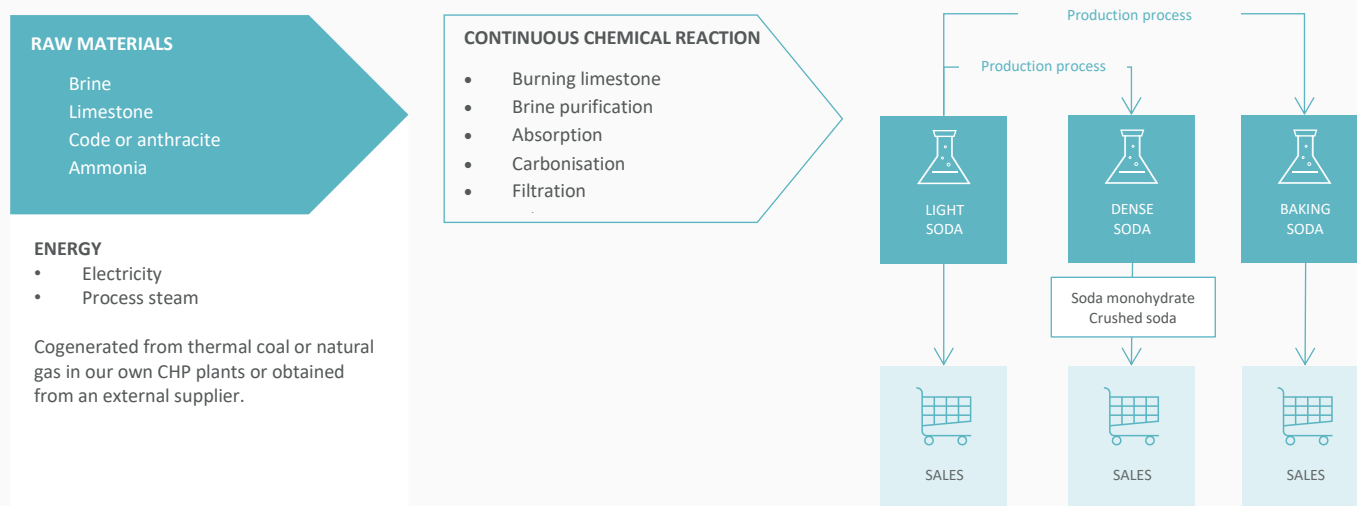 RAW MATERIALS
Brine
Limestone
Code or anthracite
Ammonia
ENERGY
• Electricity
• Process steam
Cogenerated from thermal coal or natural
gas in our own CHP plants or obtained
from an external supplier.
CONTINUOUS CHEMICAL REACTION
• Burning limestone
• Brine purification
• Absorption
• Carbonisation
• Filtration
Production process
Production process
LIGHT
SODA
DENSE
SODA
BAKING
SODA
Soda monohydrate
Crushed soda
SALES
SALES
SALES